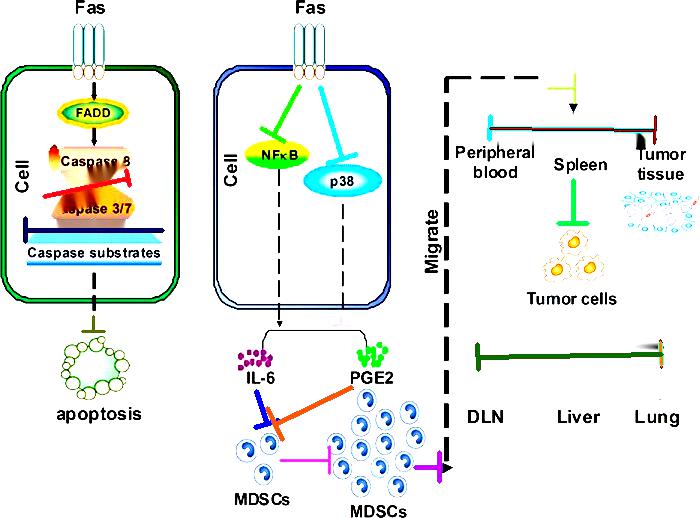 Fas
Fas
Cell
FADD
Caspase 8
caspase 3/7
Caspase substrates
apoptosis
Cell
NFκB
p38
IL-6
PGE2
MDSCs
MDSCs
Migrate
Peripheral
blood
Spleen
Tumor
tissue
Tumor cells
DLN
Liver
Lung